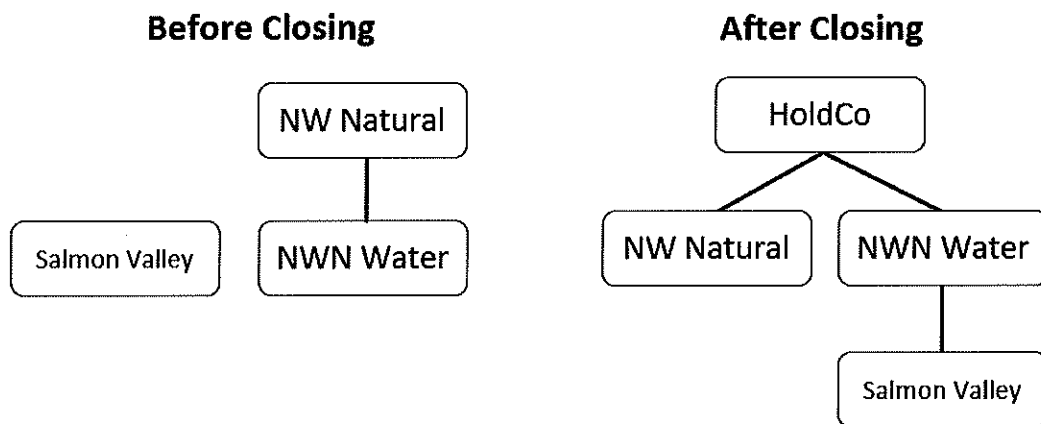 Before Closing
NW Natural
Salmon Valley
NWN Water
After Closing
HoldCo
NW Natural
NWN Water
Salmon Valley